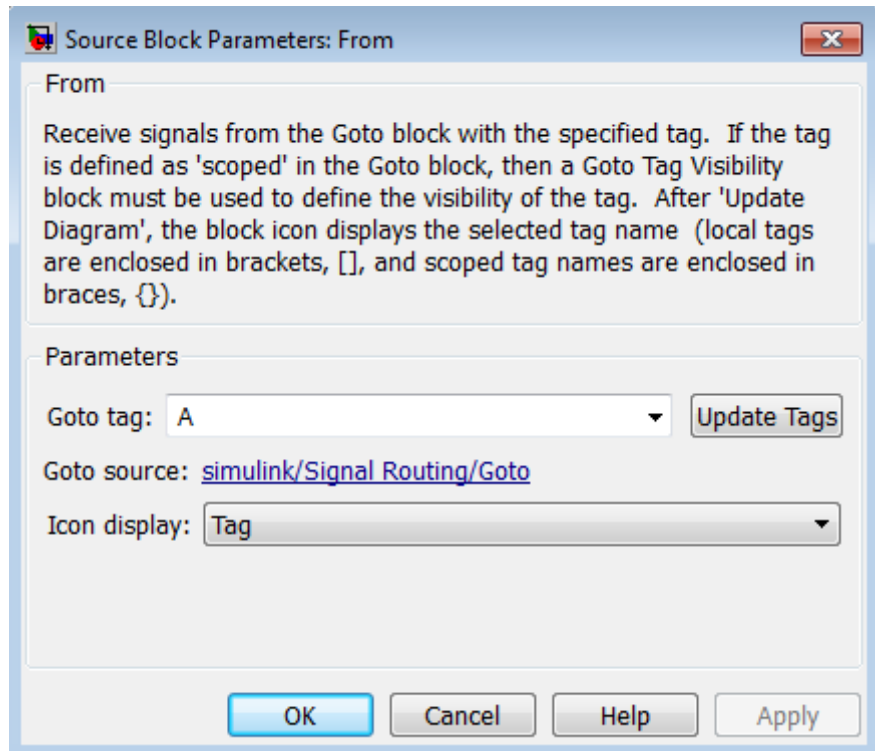 Source Block Parameters: From
From
Receive signals from the Goto block with the specified tag.  If the tag
is defined as 'scoped' in the Goto block, then a Goto Tag Visibility
block must be used to define the visibility of the tag.  After 'Update
Diagram', the block icon displays the selected tag name  (local tags
are enclosed in brackets, [], and scoped tag names are enclosed in
braces, {}).
Parameters
Goto tag: A Update Tags
Goto source: simulink/Signal Routing/Goto
Icon display: Tag
OK Cancel Help Apply